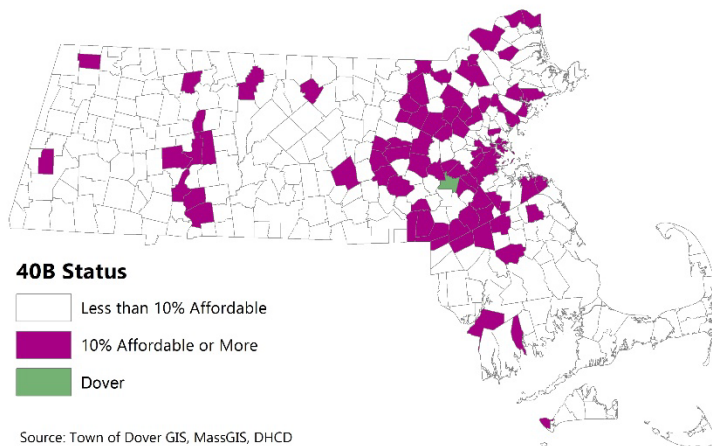 40B Status
Less than 10% Affordable
10% Affordable or More
Dover
Source: Town of Dover GIS, MassGIS, DHCD